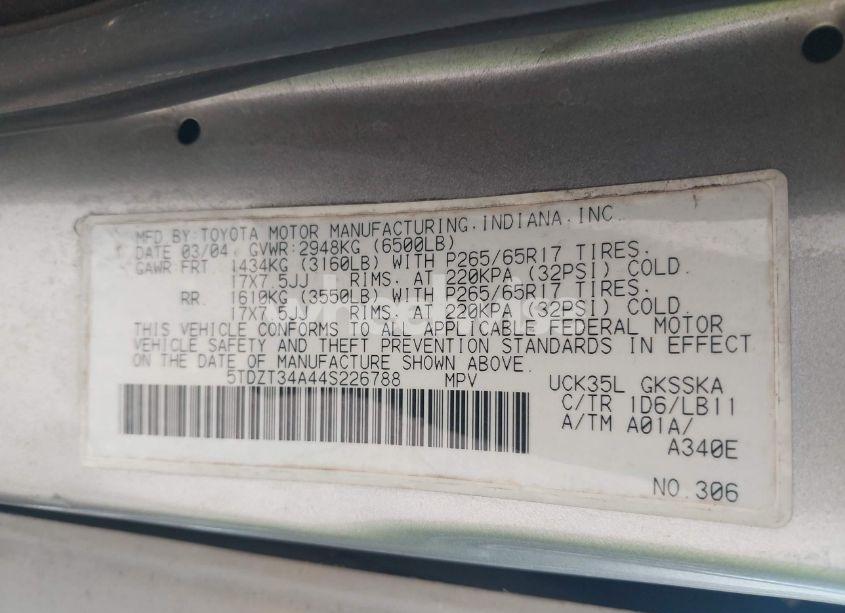 MFD.BY:TOYOTA MOTOR MANUFACTURING,INDIANA,INC.
DATE 03/04 GVWR:2948KG (6500LB)
GAWR:FRT. 1434KG (3160LB) WITH P265/65R17 TIRES.
17X7.5JJ RIMS. AT 220KPA (32PSI) COLD.
RR. 1610KG (3550LB) WITH P265/65R17 TIRES.
17X7.5JJ RIMS. AT 220KPA (32PSI) COLD.
THIS VEHICLE CONFORMS TO ALL APPLICABLE FEDERAL MOTOR
VEHICLE SAFETY AND THEFT PREVENTION STANDARDS IN EFFECT
ON THE DATE OF MANUFACTURE SHOWN ABOVE.
5TDZT34A44S226788 MPV
UCK35L GKSSKA
C/TR 1D6/LB11
A/TM A01A/
A340E
NO.306